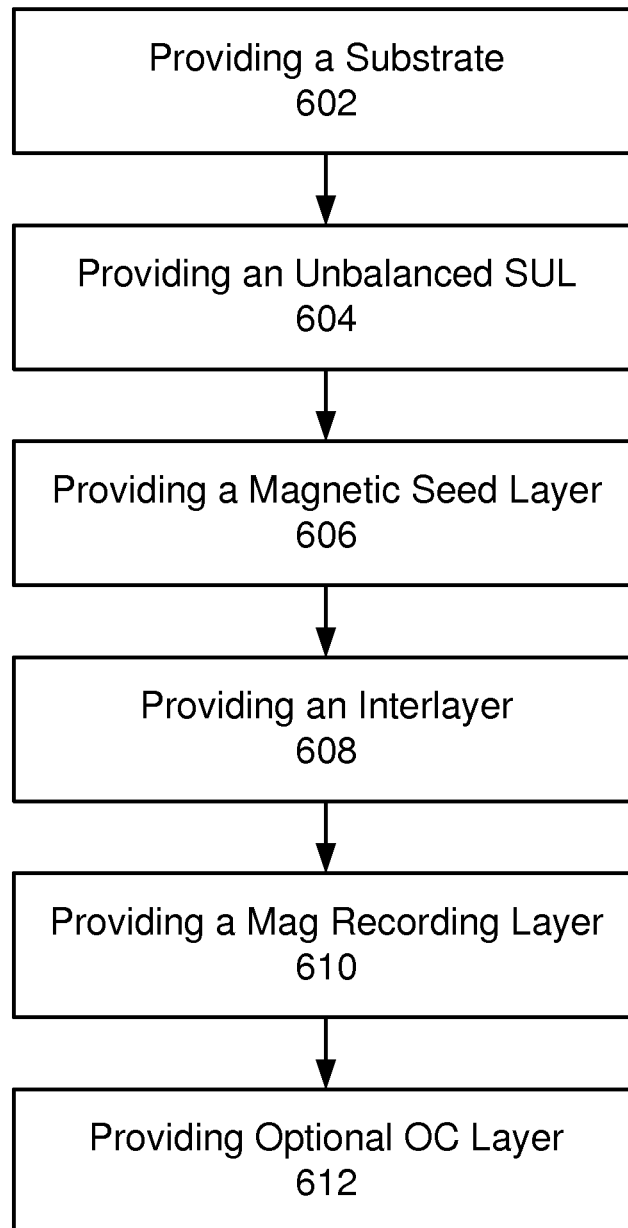 Providing a Substrate
602
Providing an Unbalanced SUL
604
Providing a Magnetic Seed Layer
606
Providing an Interlayer
608
Providing a Mag Recording Layer
610
Providing Optional OC Layer
612